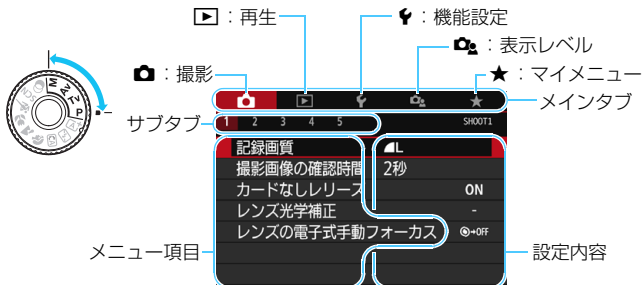 ：再生
：機能設定
：表示レベル
：撮影
★：マイメニュー
メインタブ
サブタブ
1 2 3 4 5 SHOOT1
記録画質 L
撮影画像の確認時間 2秒
カードなしレリーズ ON
レンズ光学補正 -
レンズの電子式手動フォーカス →OFF
メニュー項目
設定内容
M
Av
Tv
P